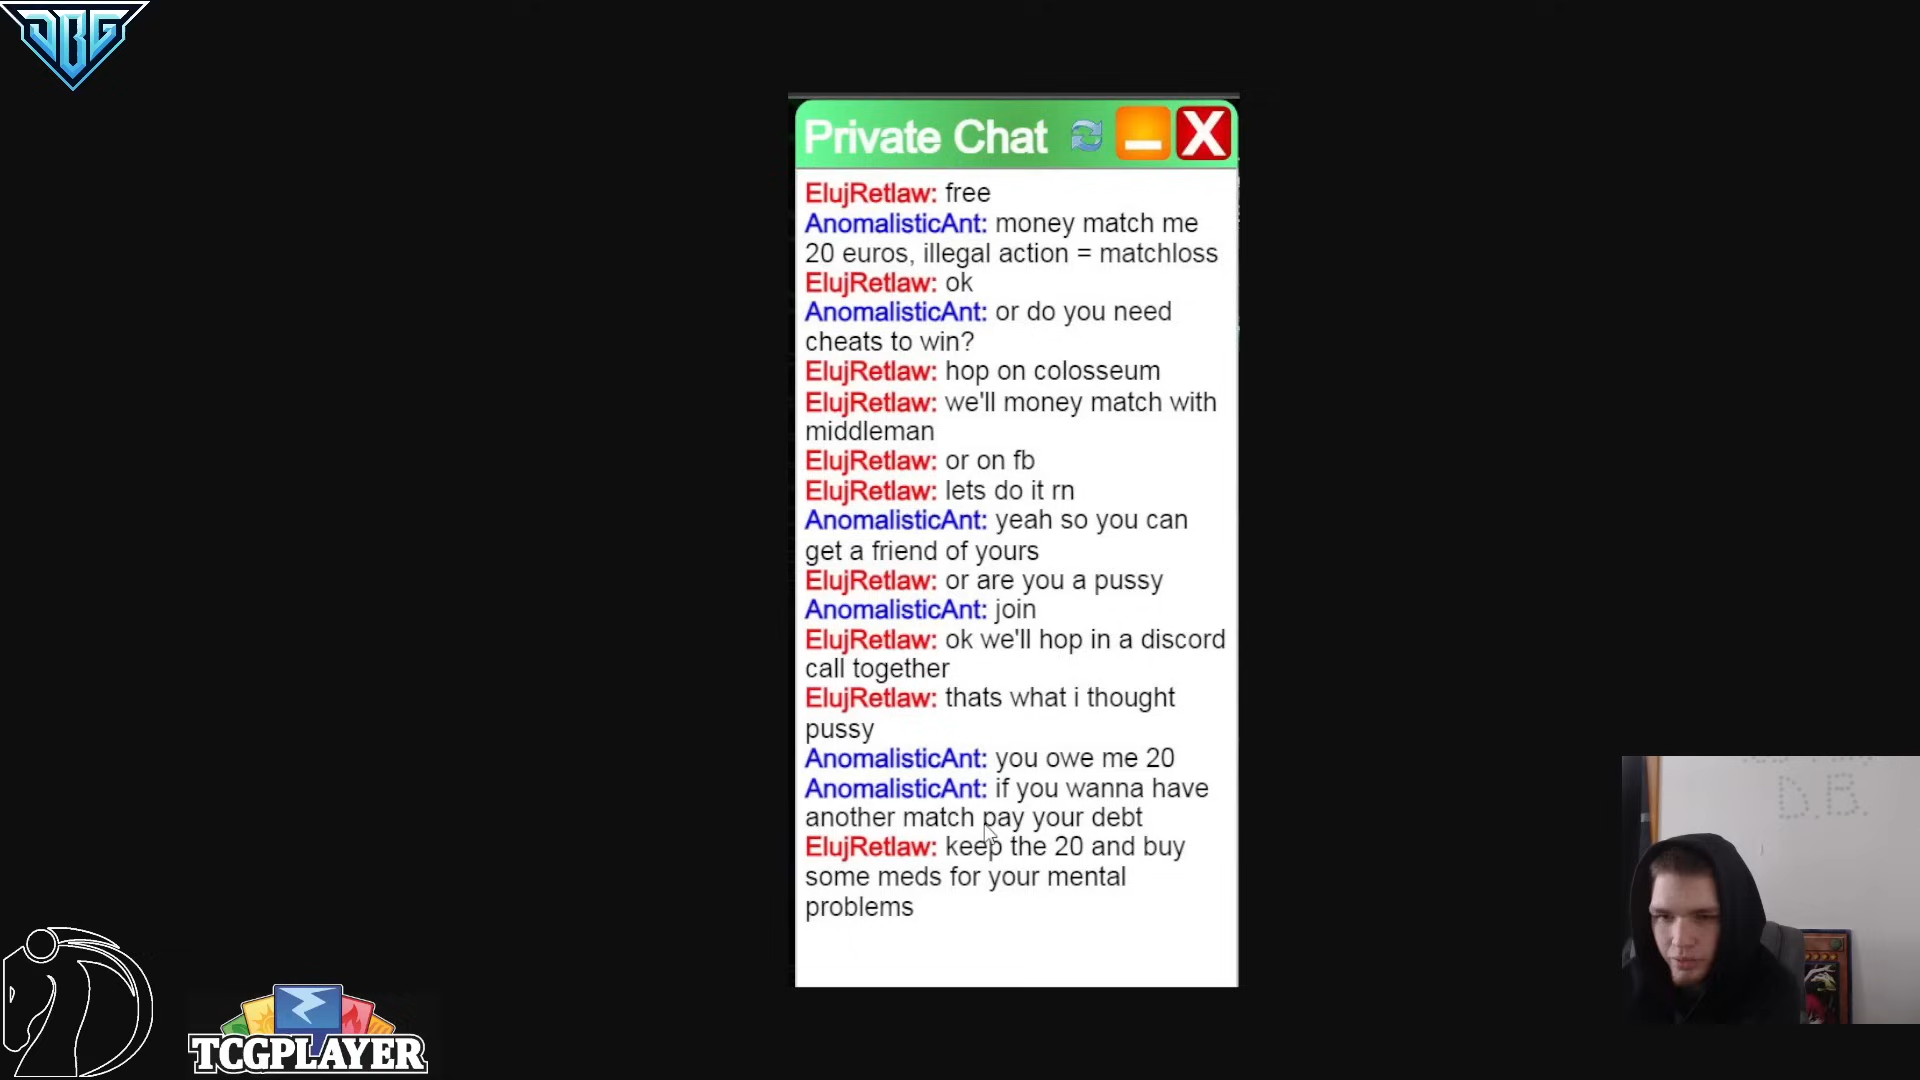 DBG
Private Chat
X
ElujRetlaw: free
AnomalisticAnt: money match me
20 euros, illegal action = matchloss
ElujRetlaw: ok
AnomalisticAnt: or do you need
cheats to win?
ElujRetlaw: hop on colosseum
ElujRetlaw: we'll money match with
middleman
ElujRetlaw: or on fb
ElujRetlaw: lets do it rn
AnomalisticAnt: yeah so you can
get a friend of yours
ElujRetlaw: or are you a pussy
AnomalisticAnt: join
ElujRetlaw: ok we'll hop in a discord
call together
ElujRetlaw: thats what i thought
pussy
AnomalisticAnt: you owe me 20
AnomalisticAnt: if you wanna have
another match pay your debt
ElujRetlaw: keep the 20 and buy
some meds for your mental
problems
D.B.
TCGPLAYER